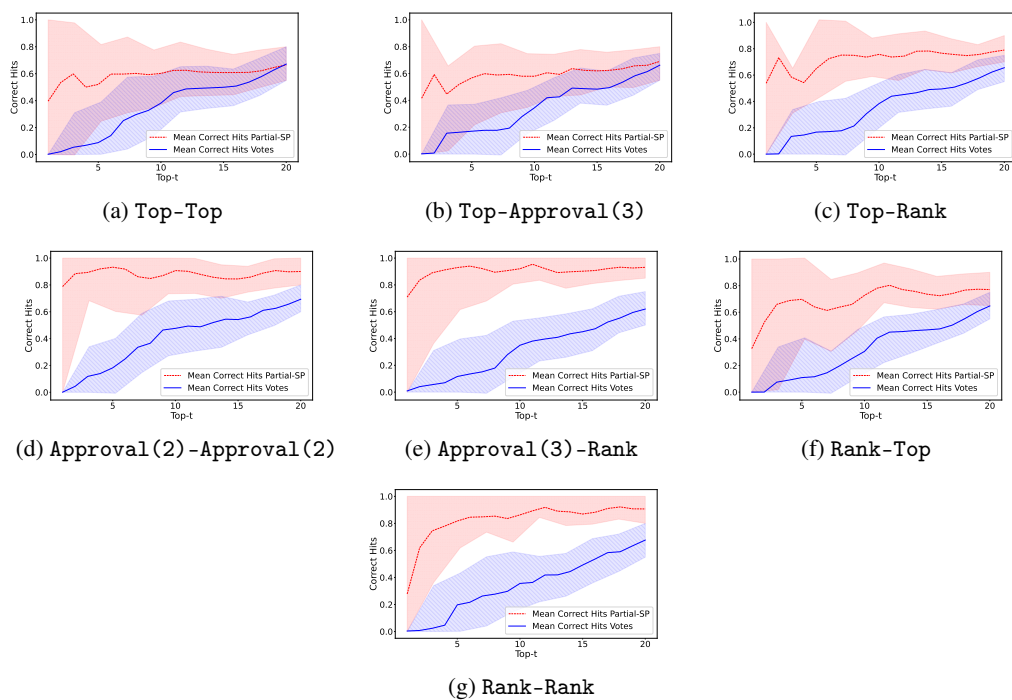 1.0
0.8
0.6
0.4
0.2
0.0
Correct Hits
Mean Correct Hits Partial-SP
Mean Correct Hits Votes
5 10 15 20
Top-t
(a) Top-Top
1.0
0.8
0.6
0.4
0.2
0.0
Correct Hits
Mean Correct Hits Partial-SP
Mean Correct Hits Votes
5 10 15 20
Top-t
(b) Top-Approval(3)
1.0
0.8
0.6
0.4
0.2
0.0
Correct Hits
Mean Correct Hits Partial-SP
Mean Correct Hits Votes
5 10 15 20
Top-t
(c) Top-Rank
1.0
0.8
0.6
0.4
0.2
0.0
Correct Hits
Mean Correct Hits Partial-SP
Mean Correct Hits Votes
5 10 15 20
Top-t
(d) Approval(2)-Approval(2)
1.0
0.8
0.6
0.4
0.2
0.0
Correct Hits
Mean Correct Hits Partial-SP
Mean Correct Hits Votes
5 10 15 20
Top-t
(e) Approval(3)-Rank
1.0
0.8
0.6
0.4
0.2
0.0
Correct Hits
Mean Correct Hits Partial-SP
Mean Correct Hits Votes
5 10 15 20
Top-t
(f) Rank-Top
1.0
0.8
0.6
0.4
0.2
0.0
Correct Hits
Mean Correct Hits Partial-SP
Mean Correct Hits Votes
5 10 15 20
Top-t
(g) Rank-Rank